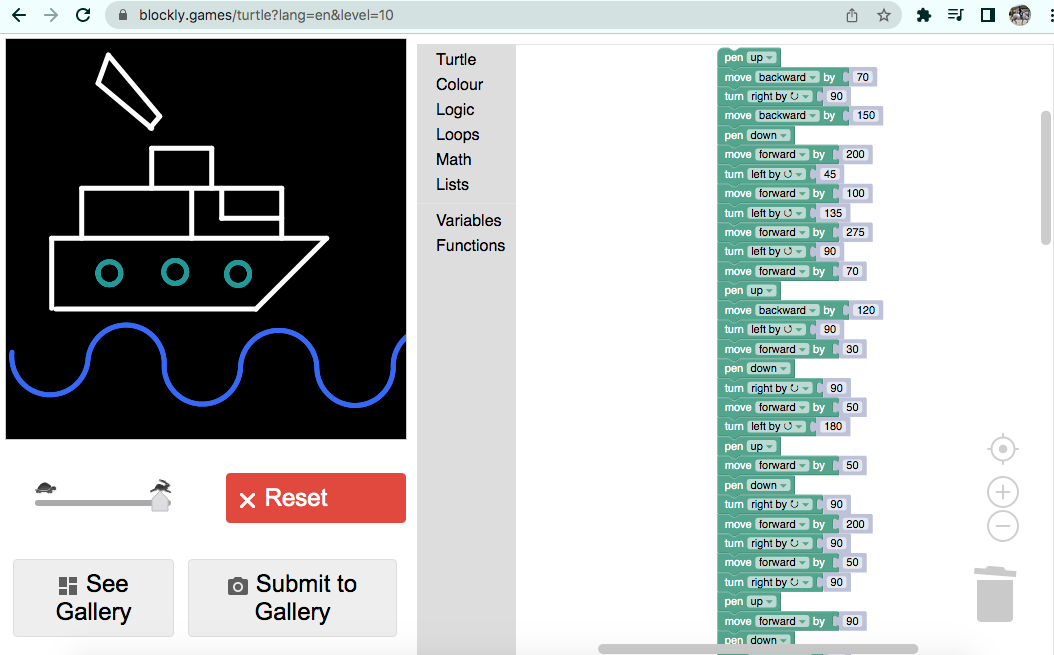 blockly.games/turtle?lang=en&level=10
Turtle
Colour
Logic
Loops
Math
Lists
Variables
Functions
pen up
move backward by 70
turn right by ↻ 90
move backward by 150
pen down
move forward by 200
turn left by ↺ 45
move forward by 100
turn left by ↺ 135
move forward by 275
turn left by ↺ 90
move forward by 70
pen up
move backward by 120
turn left by ↺ 90
move forward by 30
pen down
turn right by ↻ 90
move forward by 50
turn left by ↺ 180
pen up
move forward by 50
pen down
turn right by ↻ 90
move forward by 200
turn right by ↻ 90
move forward by 50
turn right by ↻ 90
pen up
move forward by 90
pen down
Reset
See Gallery
Submit to Gallery